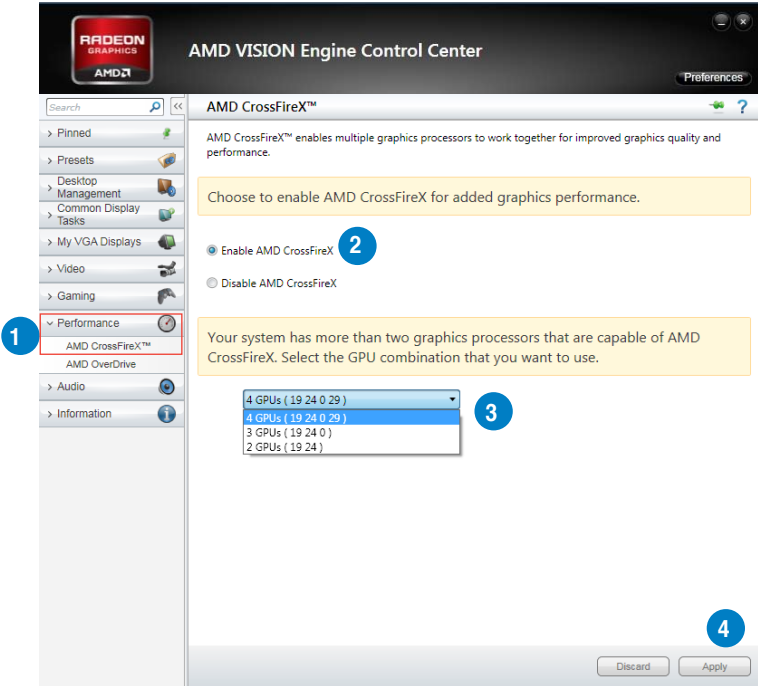 RADEON
GRAPHICS
AMD
AMD VISION Engine Control Center
Preferences
Search
<<
AMD CrossFireX™
?
> Pinned
> Presets
> Desktop
Management
> Common Display
Tasks
> My VGA Displays
> Video
> Gaming
Performance
AMD CrossFireX™
AMD OverDrive
> Audio
> Information
1
AMD CrossFireX™ enables multiple graphics processors to work together for improved graphics quality and
performance.
Choose to enable AMD CrossFireX for added graphics performance.
Enable AMD CrossFireX
2
Disable AMD CrossFireX
Your system has more than two graphics processors that are capable of AMD
CrossFireX. Select the GPU combination that you want to use.
4 GPUs ( 19 24 0 29 )
4 GPUs ( 19 24 0 29 )
3 GPUs ( 19 24 0 )
2 GPUs ( 19 24 )
3
4
Discard
Apply